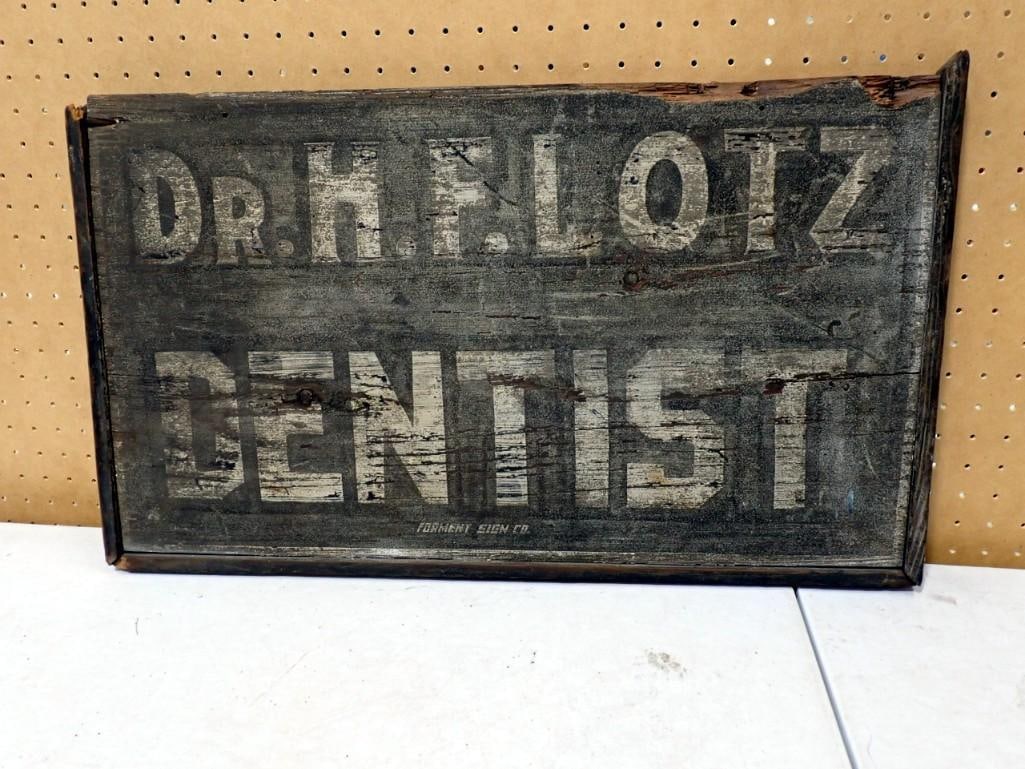 DR. H. F. LOTZ
DENTIST
FORMENT SIGN CO.